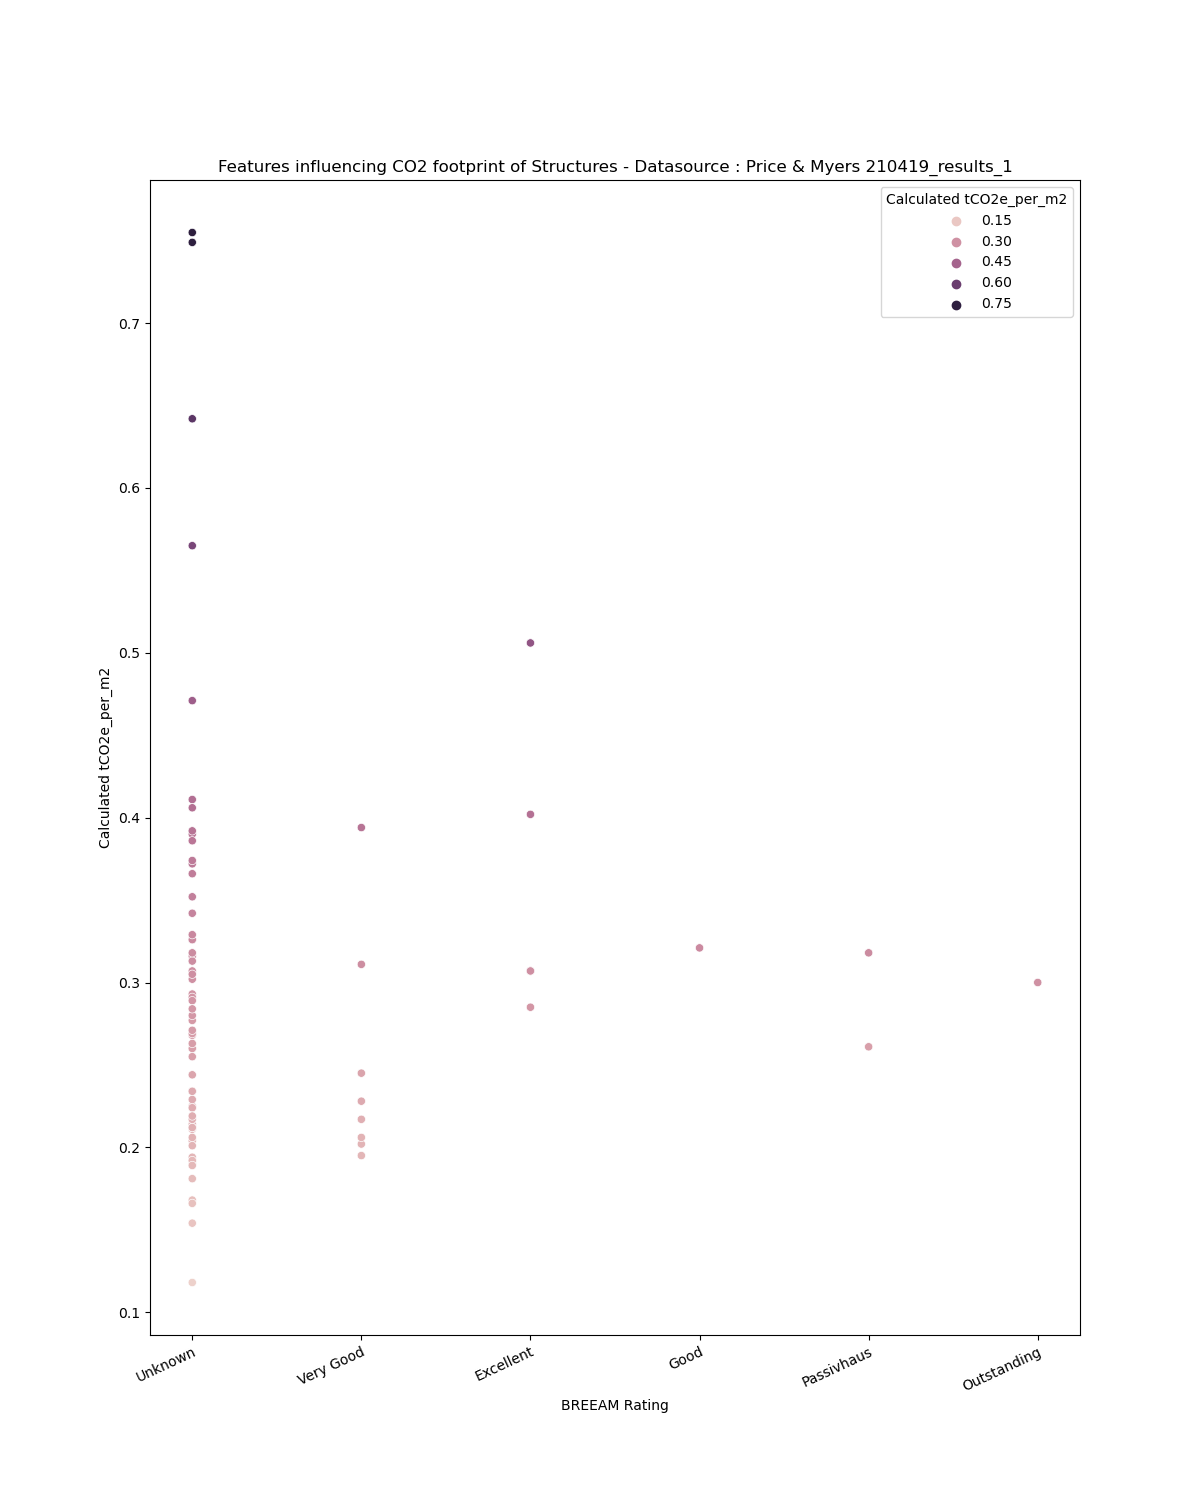 Features influencing CO2 footprint of Structures - Datasource : Price & Myers 210419_results_1
Calculated tCO2e_per_m2
0.15
0.30
0.45
0.60
0.75
0.7
0.6
0.5
0.4
0.3
0.2
0.1
Calculated tCO2e_per_m2
Unknown
Very Good
Excellent
Good
Passivhaus
Outstanding
BREEAM Rating